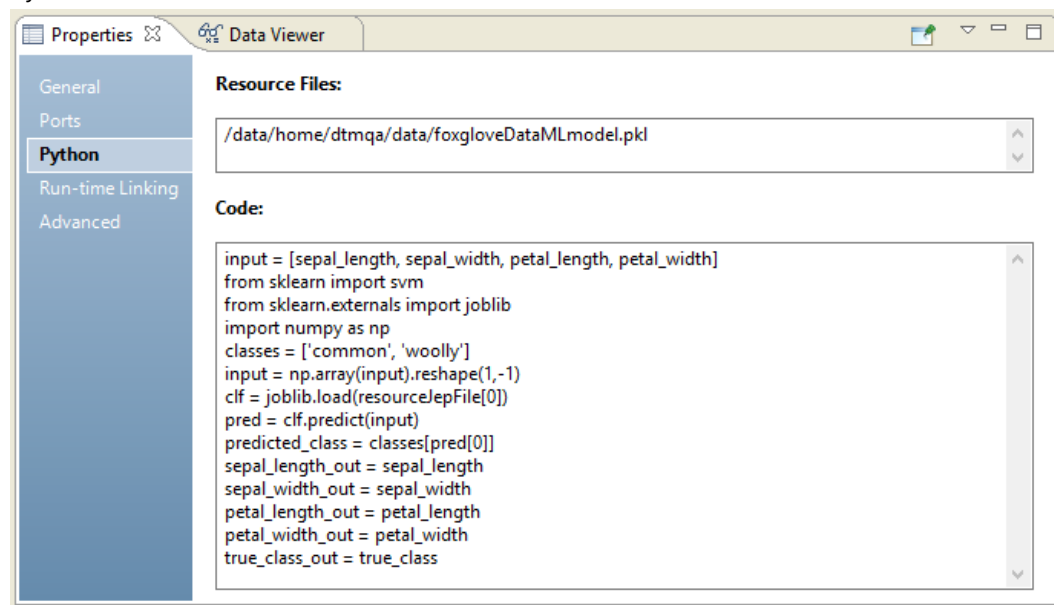 Properties
Data Viewer
General
Ports
Python
Run-time Linking
Advanced
Resource Files:
/data/home/dtmqa/data/foxgloveDataMLmodel.pkl
Code:
input = [sepal_length, sepal_width, petal_length, petal_width]
from sklearn import svm
from sklearn.externals import joblib
import numpy as np
classes = ['common', 'woolly']
input = np.array(input).reshape(1,-1)
clf = joblib.load(resourceJepFile[0])
pred = clf.predict(input)
predicted_class = classes[pred[0]]
sepal_length_out = sepal_length
sepal_width_out = sepal_width
petal_length_out = petal_length
petal_width_out = petal_width
true_class_out = true_class